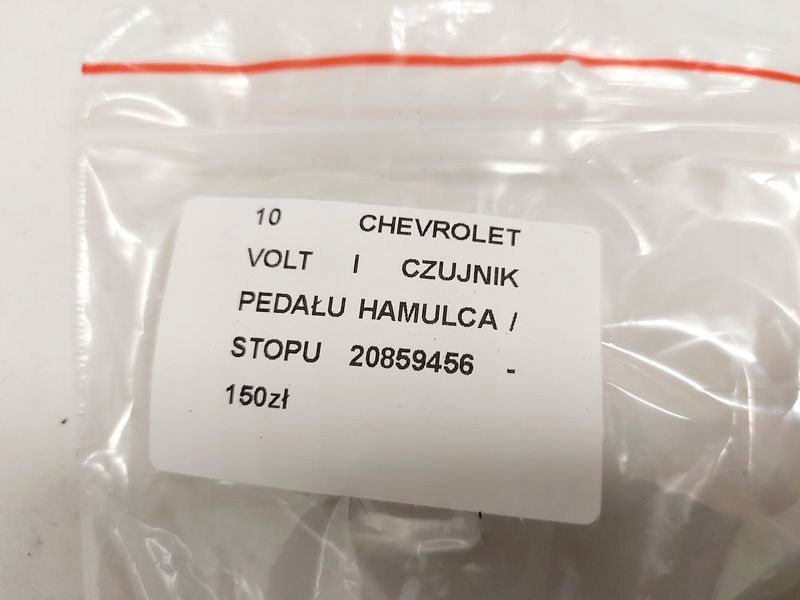 10 CHEVROLET
VOLT I CZUJNIK
PEDAŁU HAMULCA /
STOPU 20859456 -
150zł